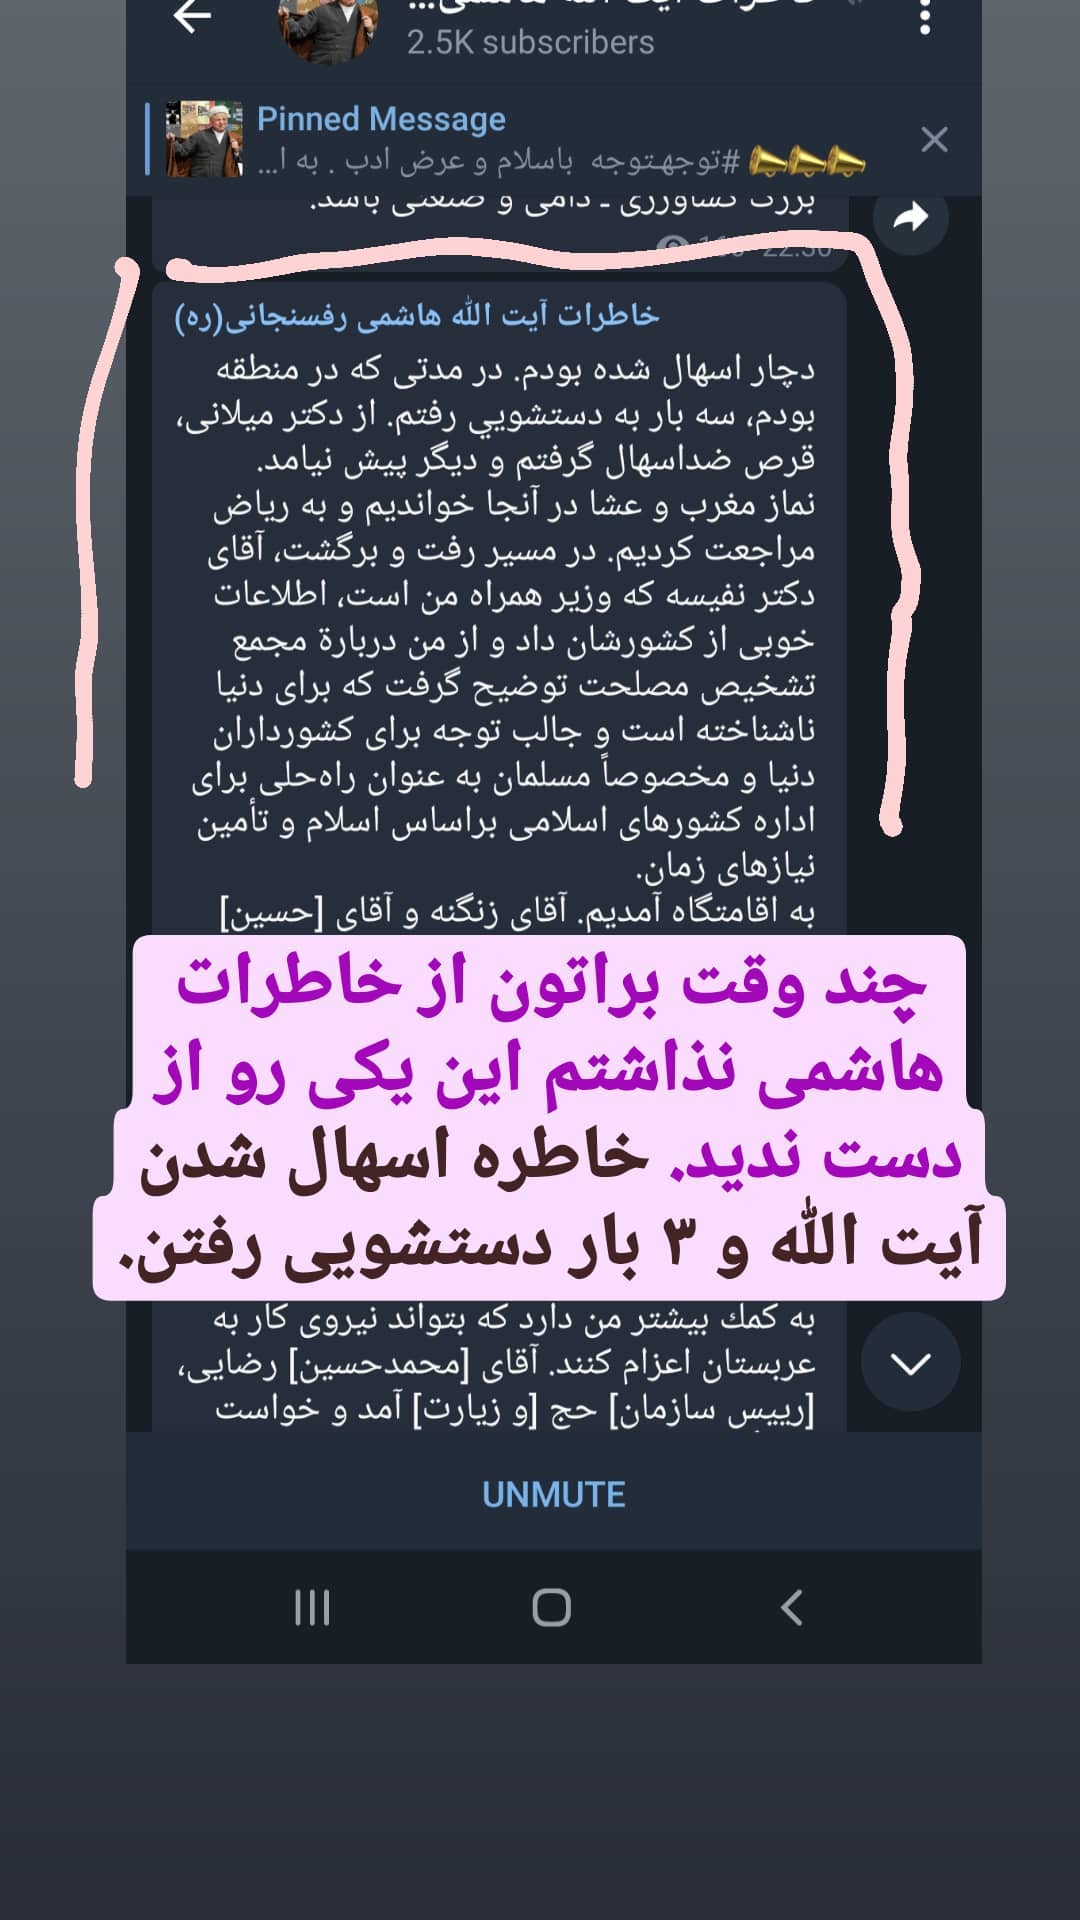 2.5K subscribers
Pinned Message
#توجهـتوجه باسلام و عرض ادب . به ا...
بزرگ کشاورزی ـ دامی و صنعتی باشد.
22:30
خاطرات آیت الله هاشمی رفسنجانی(ره)
دچار اسهال شده بودم. در مدتی که در منطقه
بودم، سه بار به دستشويي رفتم. از دکتر میلانی،
قرص ضداسهال گرفتم و دیگر پیش نیامد.
نماز مغرب و عشا در آنجا خواندیم و به ریاض
مراجعت کردیم. در مسیر رفت و برگشت، آقای
دکتر نفیسه که وزیر همراه من است، اطلاعات
خوبی از کشورشان داد و از من دربارة مجمع
تشخیص مصلحت توضیح گرفت که برای دنیا
ناشناخته است و جالب توجه برای کشورداران
دنیا و مخصوصاً مسلمان به عنوان راه‌حلی برای
اداره کشورهای اسلامی براساس اسلام و تأمین
نیازهای زمان.
به اقامتگاه آمدیم. آقای زنگنه و آقای [حسین]
چند وقت براتون از خاطرات
هاشمی نذاشتم این یکی رو از
دست ندید. خاطره اسهال شدن
آیت الله و ۳ بار دستشویی رفتن.
به كمك بیشتر من دارد که بتواند نیروی کار به
عربستان اعزام کنند. آقای [محمدحسین] رضایی،
[رییس سازمان] حج [و زیارت] آمد و خواست
UNMUTE